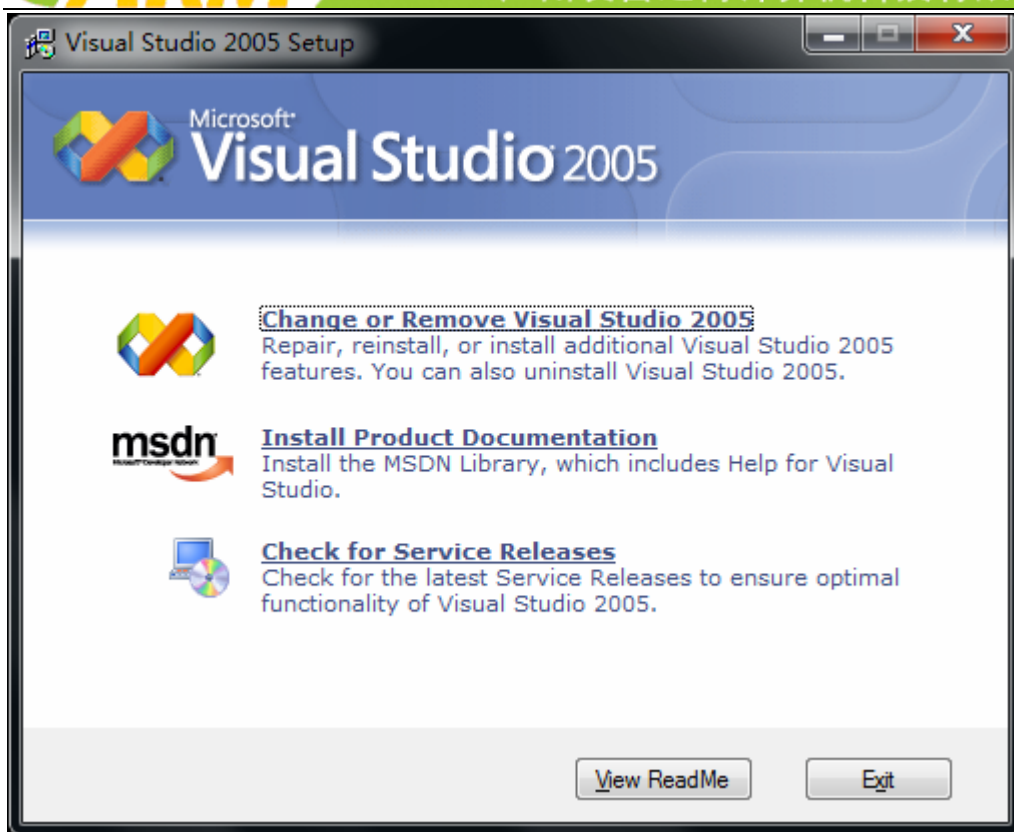 Visual Studio 2005 Setup
Microsoft
Visual Studio 2005
Change or Remove Visual Studio 2005
Repair, reinstall, or install additional Visual Studio 2005
features. You can also uninstall Visual Studio 2005.
msdn
Install Product Documentation
Install the MSDN Library, which includes Help for Visual
Studio.
Check for Service Releases
Check for the latest Service Releases to ensure optimal
functionality of Visual Studio 2005.
View ReadMe
Exit